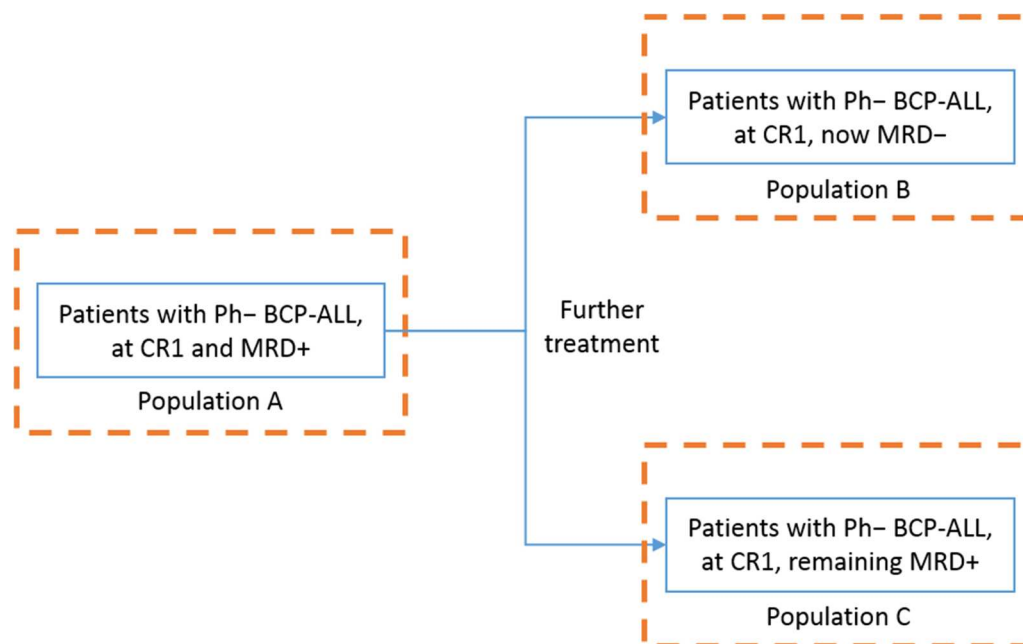 Patients with Ph− BCP-ALL,
at CR1, now MRD−
Population B
Patients with Ph− BCP-ALL,
at CR1 and MRD+
Population A
Further
treatment
Patients with Ph− BCP-ALL,
at CR1, remaining MRD+
Population C